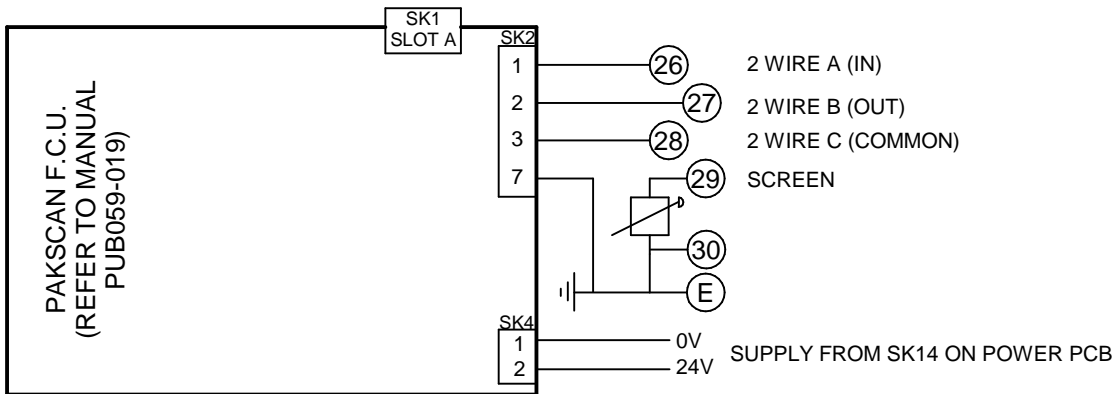 SK1
SLOT A
SK2
1
26
2 WIRE A (IN)
2
27
2 WIRE B (OUT)
3
28
2 WIRE C (COMMON)
7
29
SCREEN
30
E
PAKSCAN F.C.U.
(REFER TO MANUAL
PUB059-019)
SK4
1
0V
2
24V
SUPPLY FROM SK14 ON POWER PCB